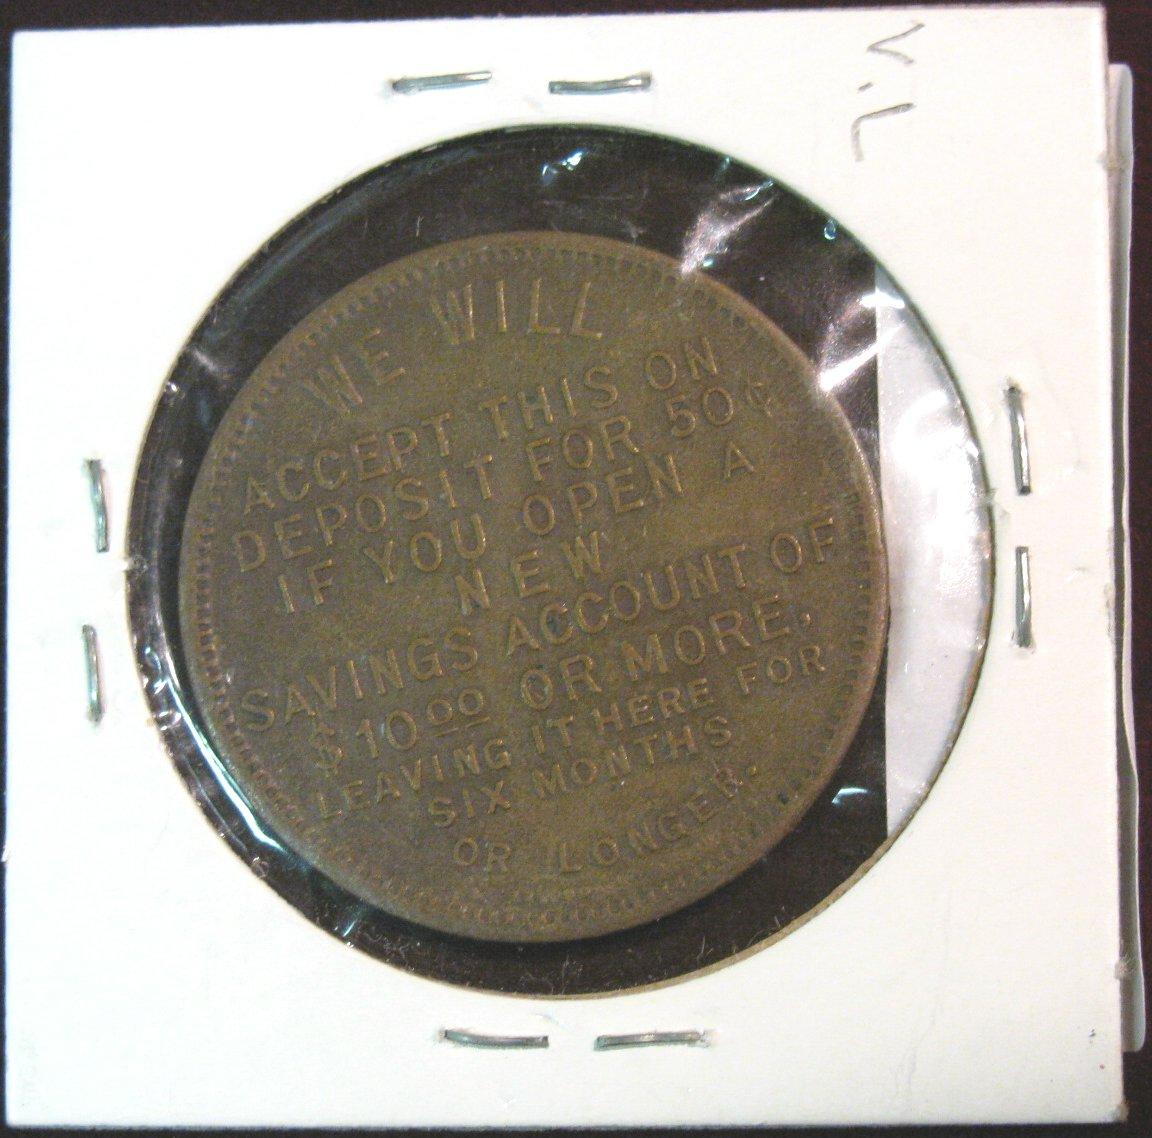 V.L
WE WILL
ACCEPT THIS ON
DEPOSIT FOR 50¢
IF YOU OPEN A
NEW
SAVINGS ACCOUNT OF
$10.00 OR MORE,
LEAVING IT HERE FOR
SIX MONTHS
OR LONGER.